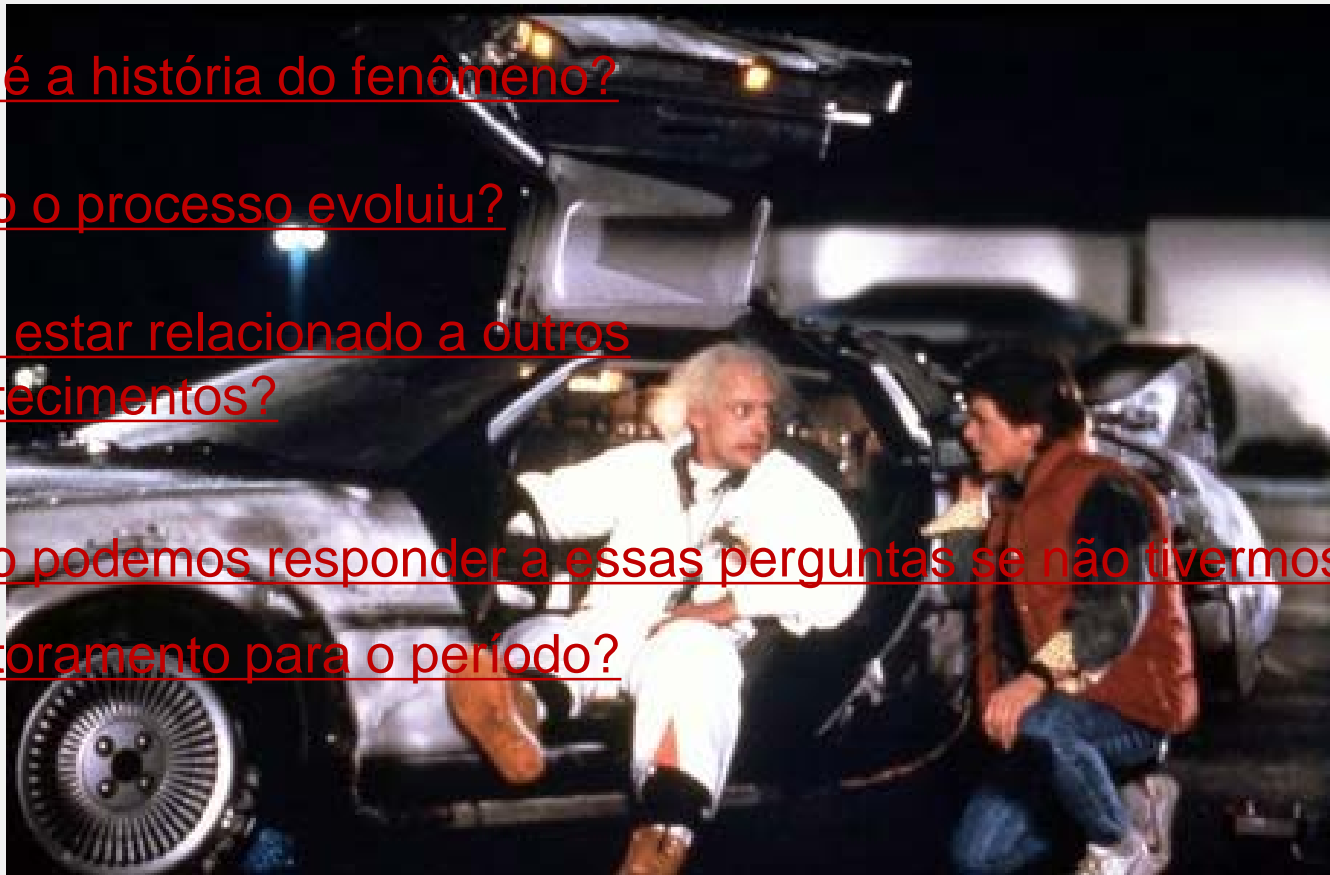 é a história do fenômeno?
o o processo evoluiu?
estar relacionado a outros
tecimentos?
o podemos responder a essas perguntas se não tivermos
toramento para o período?